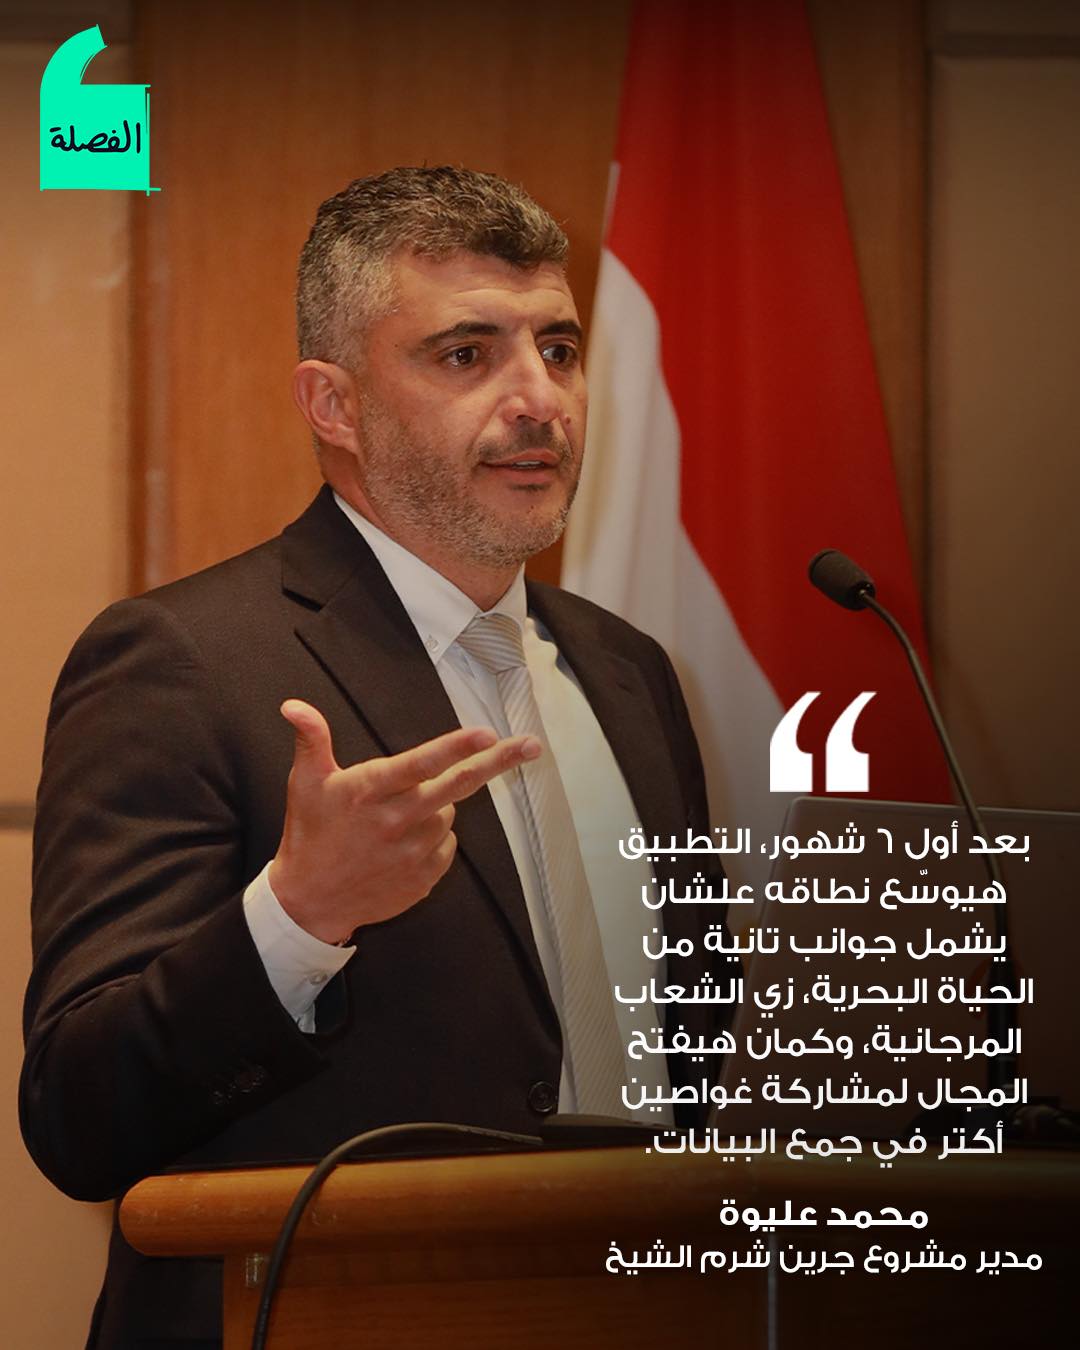 الفصلة
بعد أول ٦ شهور، التطبيق
هيوسّع نطاقه علشان
يشمل جوانب تانية من
الحياة البحرية، زي الشعاب
المرجانية، وكمان هيفتح
المجال لمشاركة غواصين
أكتر في جمع البيانات.
محمد عليوة
مدير مشروع جرين شرم الشيخ